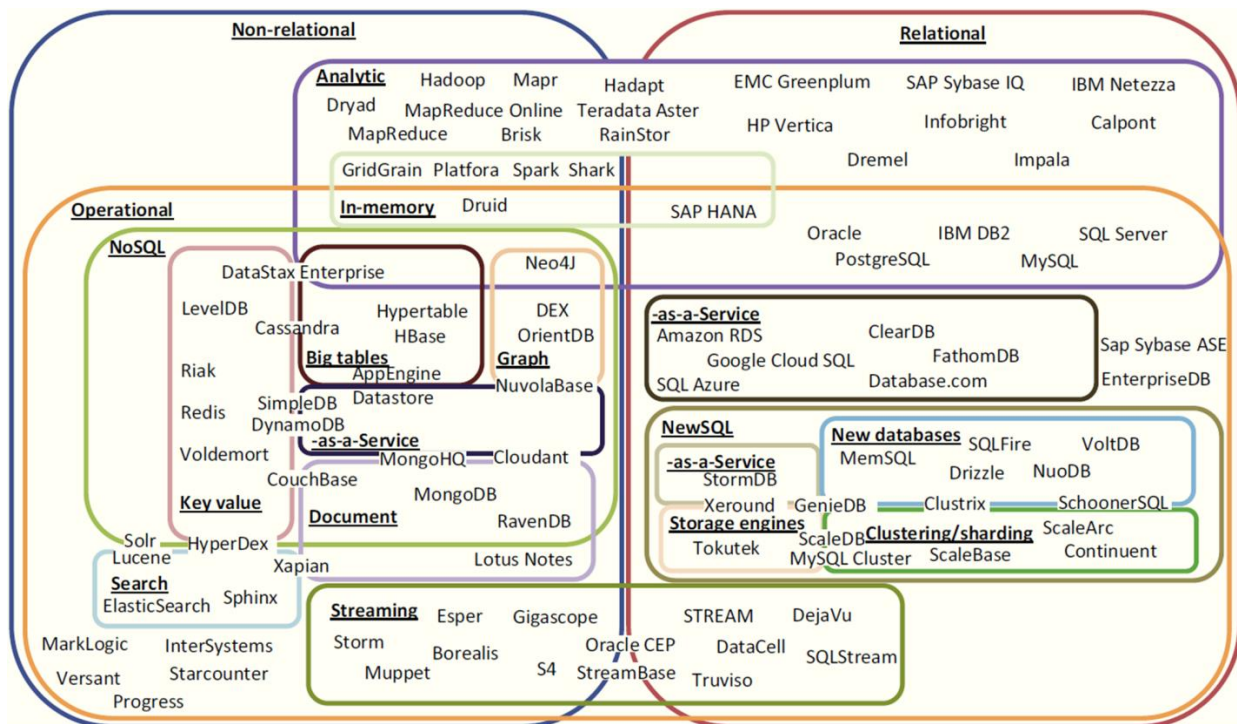 Non-relational
Relational
Analytic
Hadoop
Mapr
Hadapt
EMC Greenplum
SAP Sybase IQ
IBM Netezza
Dryad
MapReduce Online
Teradata Aster
MapReduce
Brisk
RainStor
HP Vertica
Infobright
Calpont
Dremel
Impala
GridGrain
Platfora
Spark
Shark
In-memory
Druid
SAP HANA
Operational
Oracle
IBM DB2
SQL Server
PostgreSQL
MySQL
NoSQL
DataStax Enterprise
Neo4J
LevelDB
Cassandra
Hypertable
HBase
DEX
OrientDB
Big tables
Graph
Riak
AppEngine
Datastore
NuvolaBase
Redis
SimpleDB
DynamoDB
-as-a-Service
Voldemort
MongoHQ
Cloudant
CouchBase
MongoDB
Key value
Document
RavenDB
Lotus Notes
-as-a-Service
Amazon RDS
ClearDB
Google Cloud SQL
FathomDB
SQL Azure
Database.com
Sap Sybase ASE
EnterpriseDB
NewSQL
New databases
SQLFire
VoltDB
MemSQL
Drizzle
NuoDB
-as-a-Service
StormDB
Xeround
GenieDB
Clustrix
SchoonerSQL
Storage engines
Tokutek
ScaleDB
MySQL Cluster
Clustering/sharding
ScaleArc
ScaleBase
Continuent
Solr
Lucene
HyperDex
Xapian
Search
ElasticSearch
Sphinx
MarkLogic
InterSystems
Versant
Starcounter
Progress
Streaming
Esper
Gigascope
STREAM
DejaVu
Storm
Borealis
Oracle CEP
DataCell
SQLStream
Muppet
S4
StreamBase
Truviso